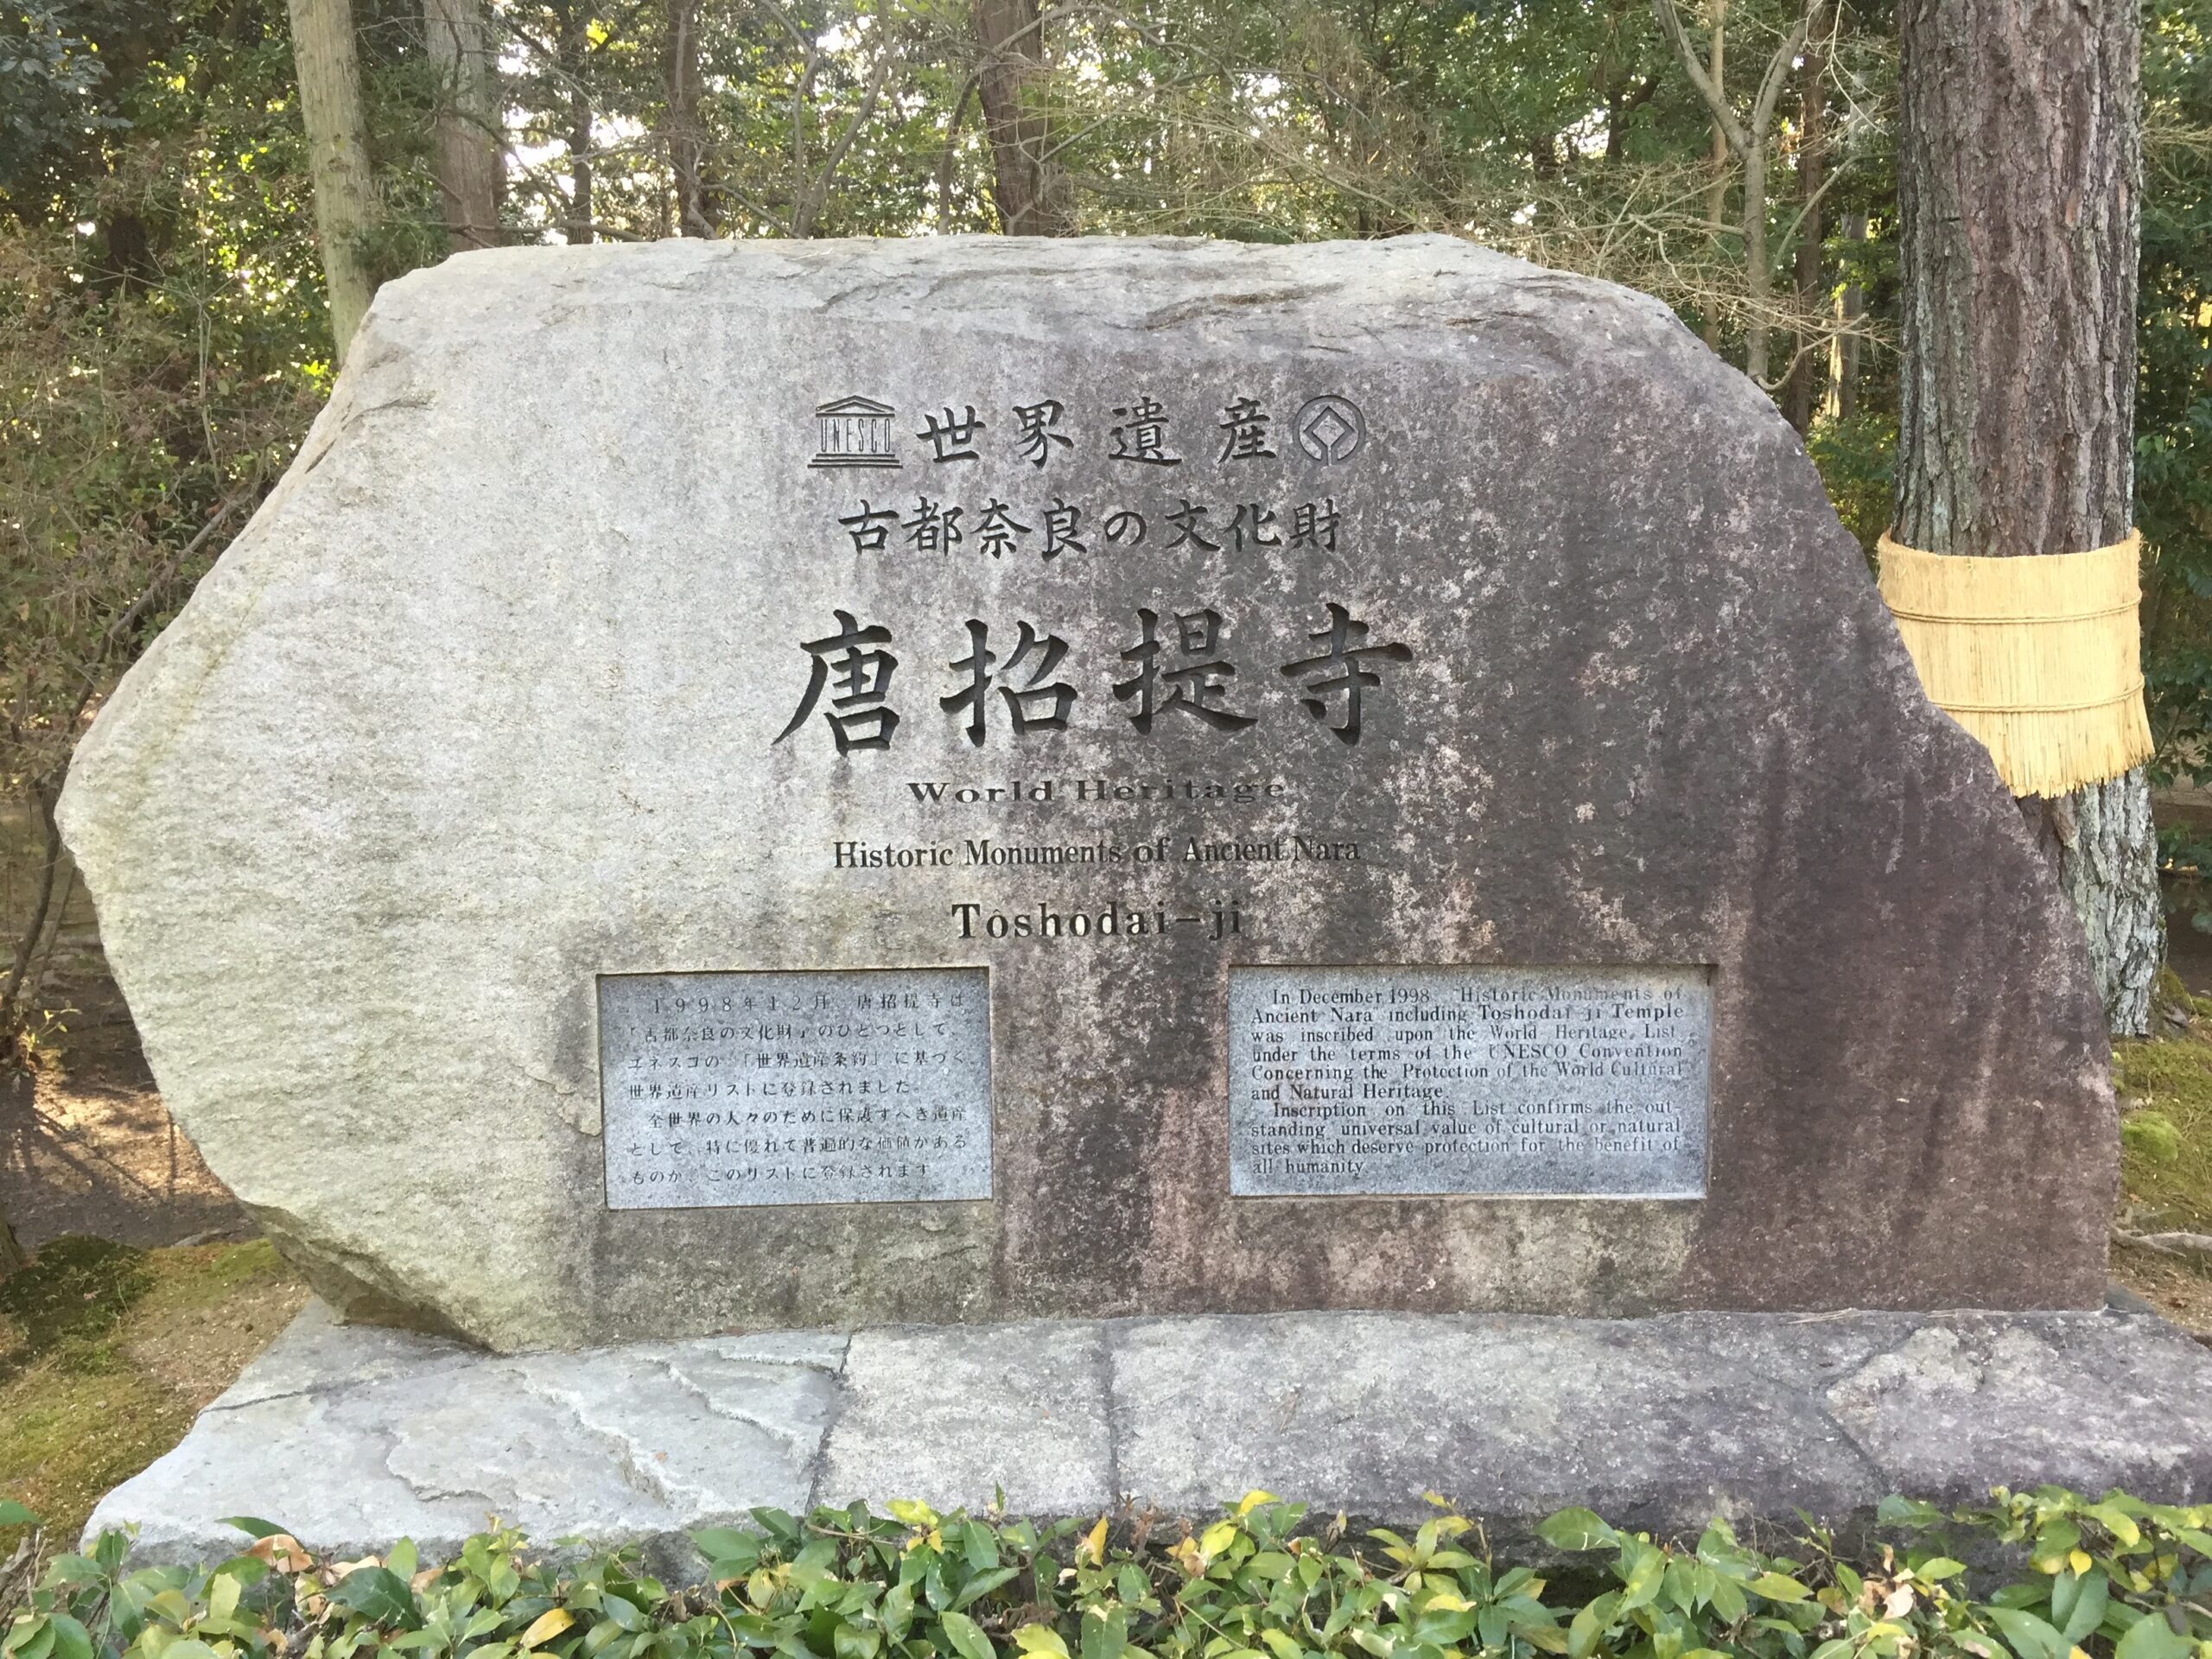 UNESCO 世界遺産
古都奈良の文化財
唐招提寺
World Heritage
Historic Monuments of Ancient Nara
Tôshôdai-ji
1998年12月、唐招提寺は
「古都奈良の文化財」のひとつとして、
ユネスコの「世界遺産条約」に基づく
世界遺産リストに登録されました。
全世界の人々のために保護すべき遺産
として、特に優れて普遍的な価値がある
ものが、このリストに登録されます。
In December 1998 "Historic Monuments of
Ancient Nara" including Toshodai-ji Temple
was inscribed upon the World Heritage List
under the terms of the UNESCO Convention
Concerning the Protection of the World Cultural
and Natural Heritage.
Inscription on this List confirms the out-
standing universal value of cultural or natural
sites which deserve protection for the benefit of
all humanity.